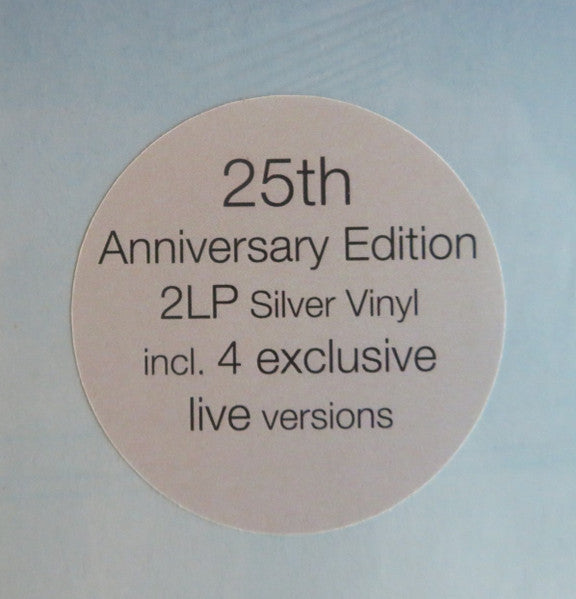 25th
Anniversary Edition
2LP Silver Vinyl
incl. 4 exclusive
live versions